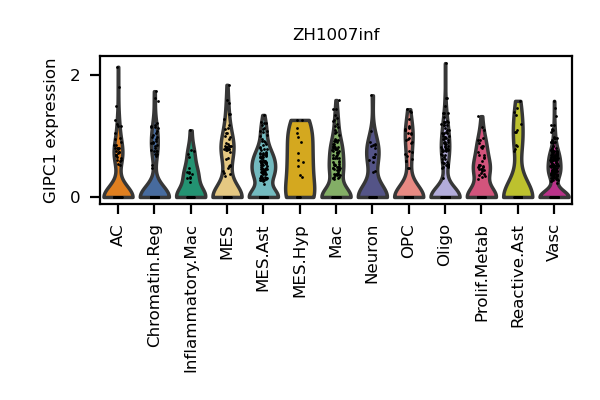 ZH1007inf
GIPC1 expression
2
0
AC
Chromatin.Reg
Inflammatory.Mac
MES
MES.Ast
MES.Hyp
Mac
Neuron
OPC
Oligo
Prolif.Metab
Reactive.Ast
Vasc